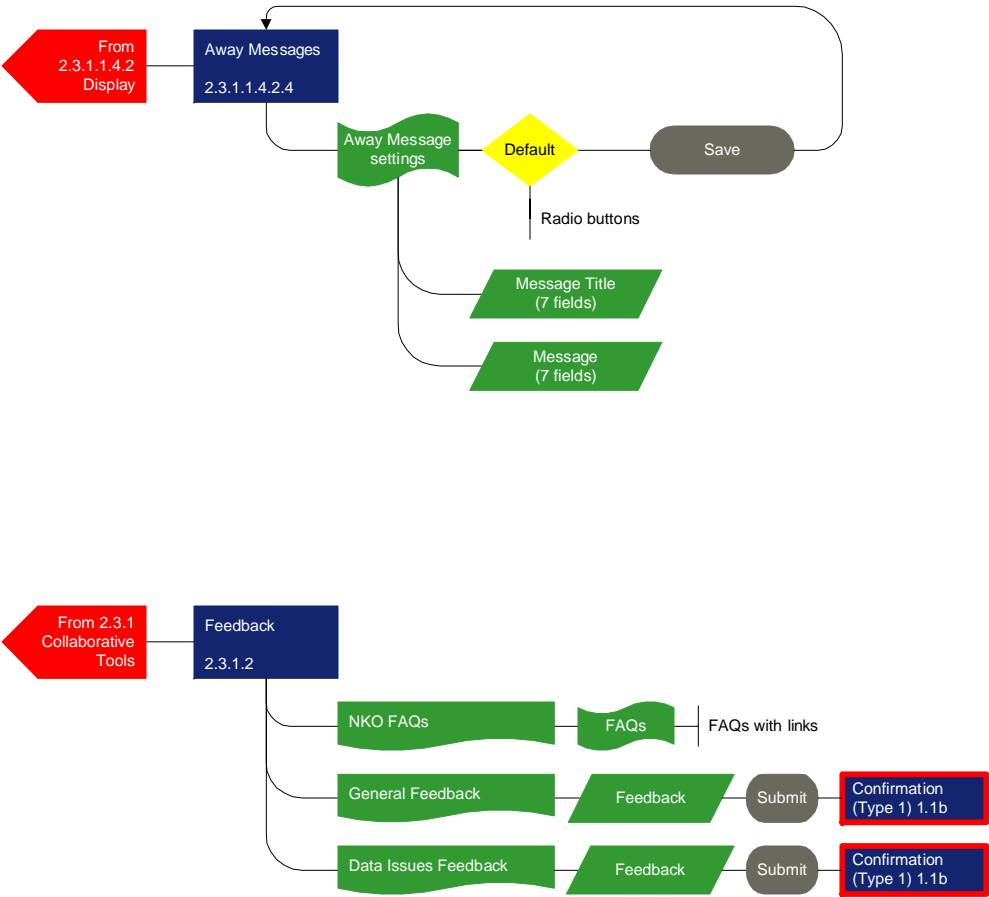 From
2.3.1.1.4.2
Display
Away Messages
2.3.1.1.4.2.4
Away Message
settings
Default
Save
Radio buttons
Message Title
(7 fields)
Message
(7 fields)
From 2.3.1
Collaborative
Tools
Feedback
2.3.1.2
NKO FAQs
FAQs
FAQs with links
General Feedback
Feedback
Submit
Confirmation
(Type 1) 1.1b
Data Issues Feedback
Feedback
Submit
Confirmation
(Type 1) 1.1b